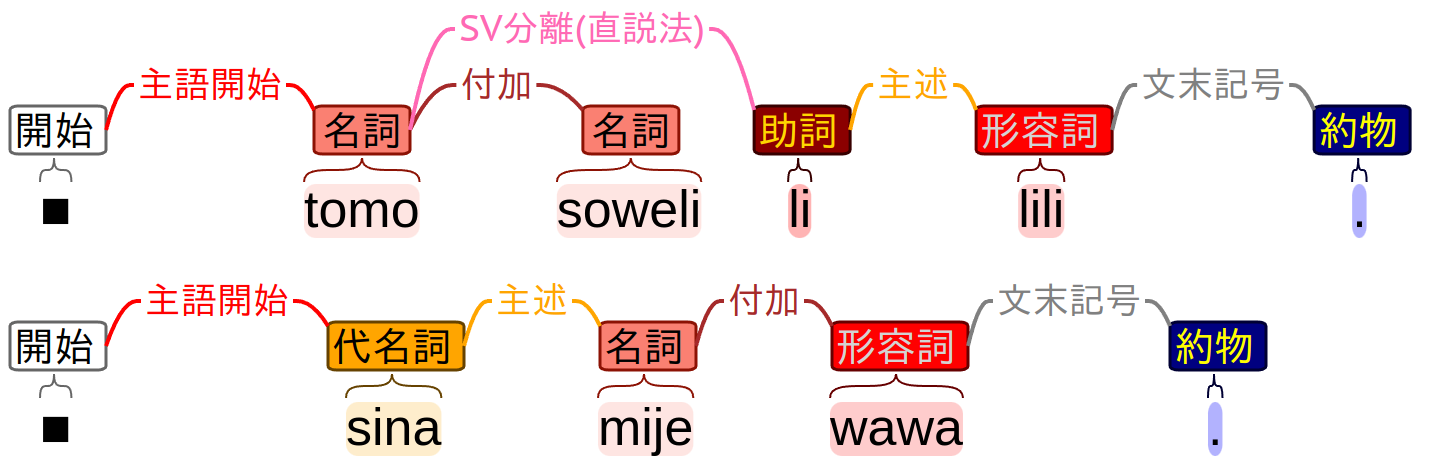 SV分離(直説法)
主語開始 付加 主述 文末記号
開始 名詞 名詞 助詞 形容詞 約物
■ tomo soweli li lili .
主語開始 主述 付加 文末記号
開始 代名詞 名詞 形容詞 約物
■ sina mije wawa .